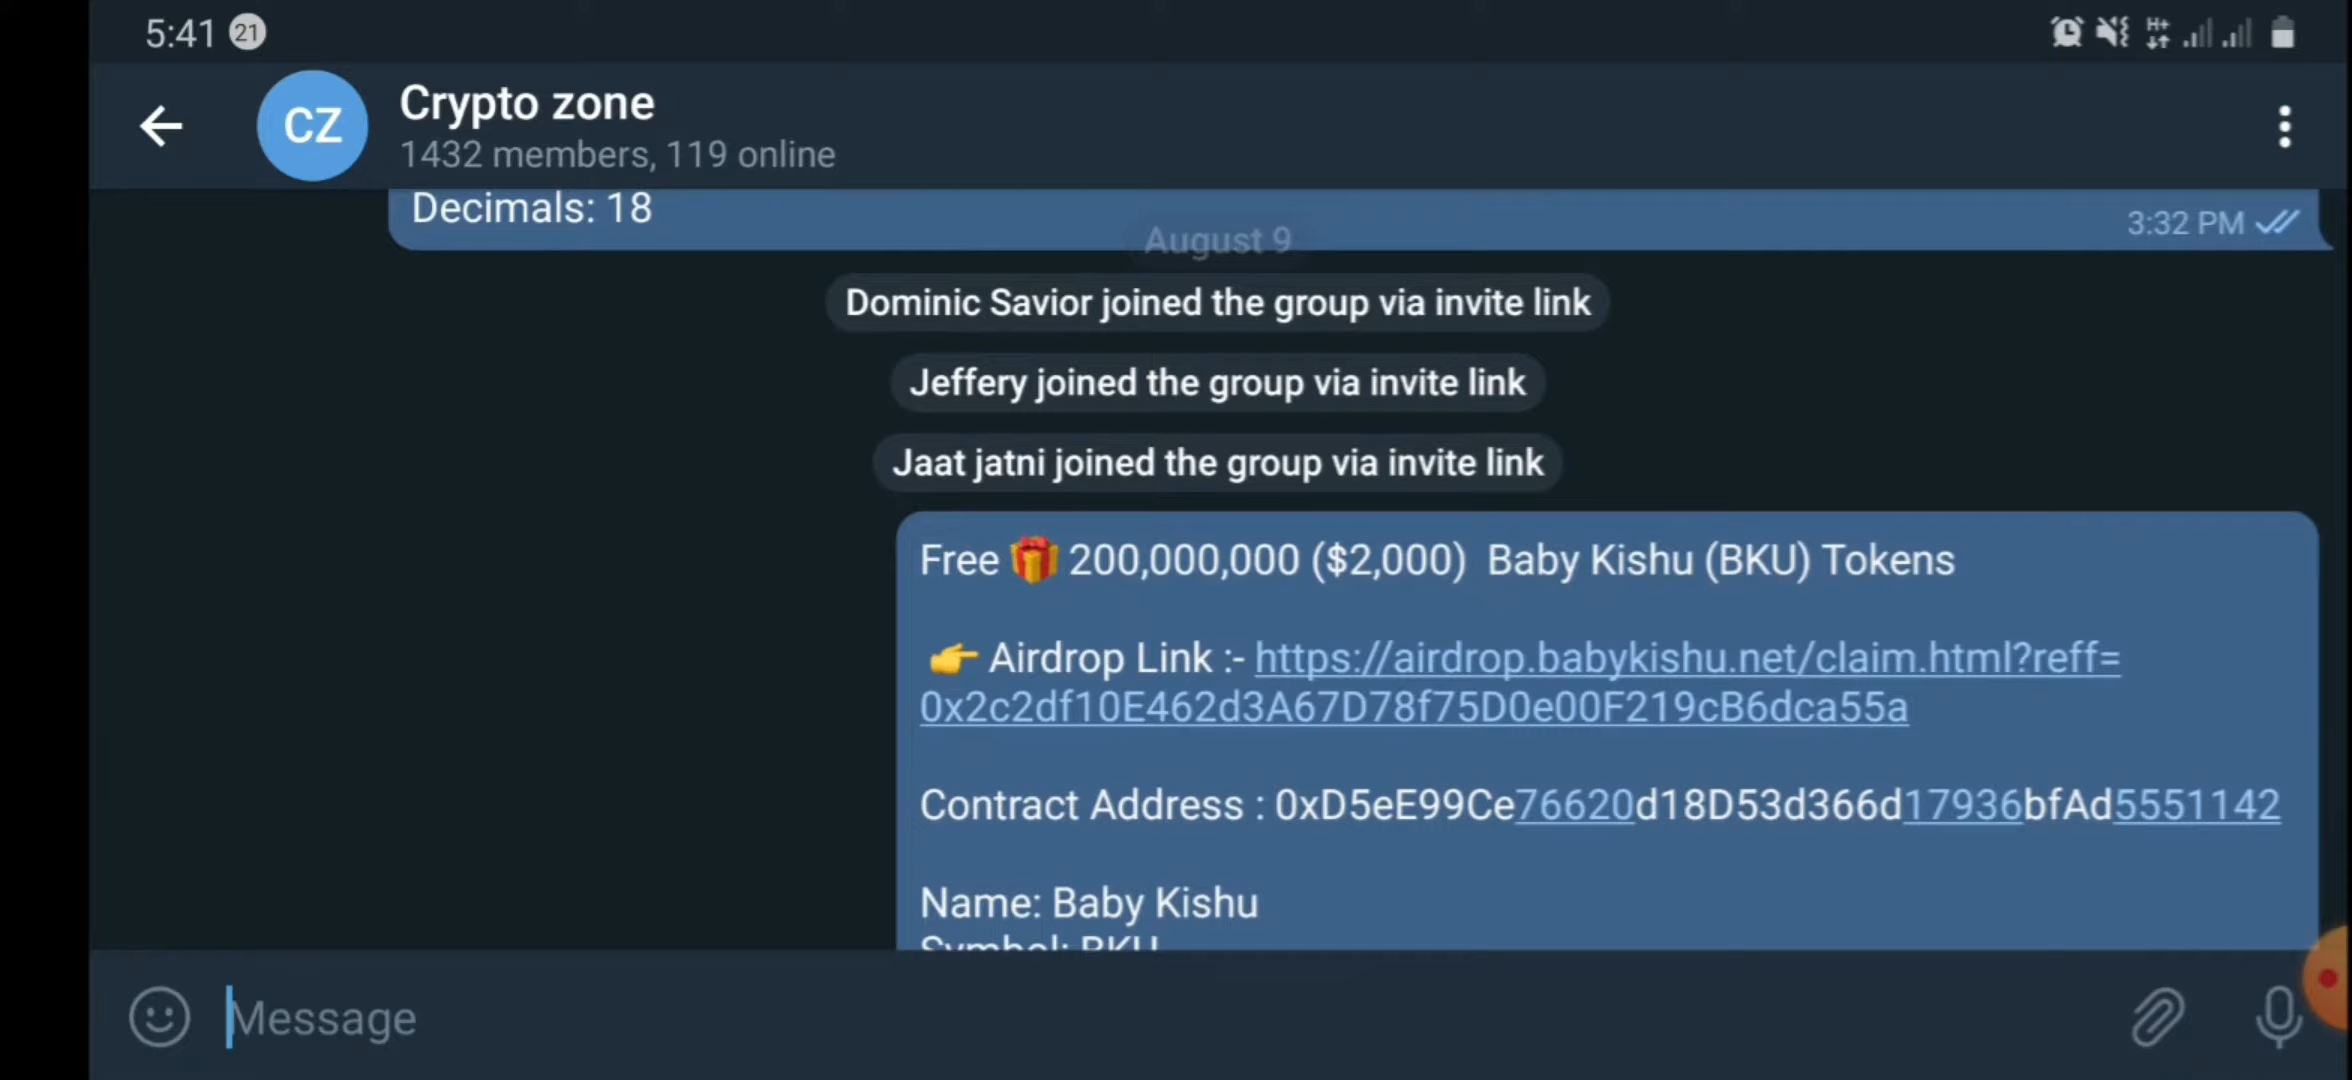 5:41 21
H+
CZ
Crypto zone
1432 members, 119 online
Decimals: 18
3:32 PM
August 9
Dominic Savior joined the group via invite link
Jeffery joined the group via invite link
Jaat jatni joined the group via invite link
Free 🎁 200,000,000 ($2,000) Baby Kishu (BKU) Tokens
👉 Airdrop Link :- https://airdrop.babykishu.net/claim.html?reff=
0x2c2df10E462d3A67D78f75D0e00F219cB6dca55a
Contract Address : 0xD5eE99Ce76620d18D53d366d17936bfAd5551142
Name: Baby Kishu
Symbol: BKU
Message